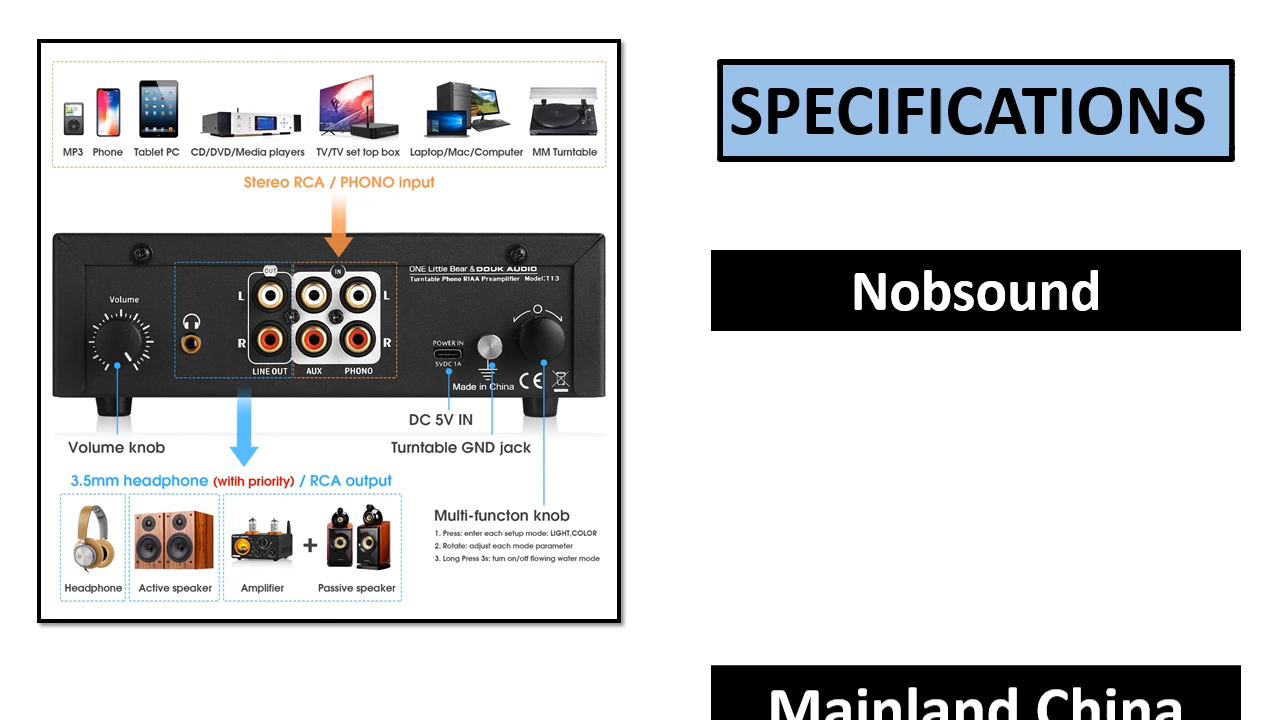 MP3 Phone Tablet PC CD/DVD/Media players TV/TV set top box Laptop/Mac/Computer MM Turntable
Stereo RCA / PHONO input
OUT IN
ONE Little Bear & DOUK AUDIO
Turntable Phono RIAA Preamplifier Model:T13
Volume
L L
R R
LINE OUT AUX PHONO
POWER IN
5VDC 1A
Made in China CE
DC 5V IN
Volume knob
Turntable GND jack
3.5mm headphone (witih priority) / RCA output
Multi-functon knob
1. Press: enter each setup mode: LIGHT,COLOR
2. Rotate: adjust each mode parameter
3. Long Press 3s: turn on/off flowing water mode
+
Headphone Active speaker Amplifier Passive speaker
SPECIFICATIONS
Nobsound
Mainland China